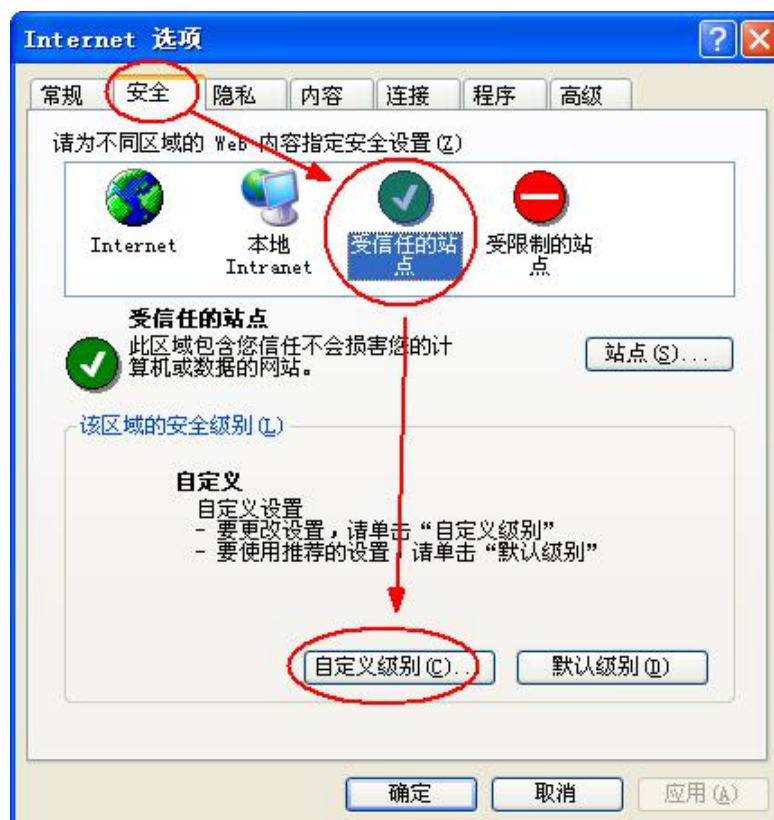 Internet 选项
常规 安全 隐私 内容 连接 程序 高级
请为不同区域的 Web 内容指定安全设置(Z)
Internet
本地
Intranet
受信任的站
点
受限制的站
点
受信任的站点
此区域包含您信任不会损害您的计
算机或数据的网站。
站点(S)...
该区域的安全级别(L)
自定义
自定义设置
- 要更改设置,请单击“自定义级别”
- 要使用推荐的设置,请单击“默认级别”
自定义级别(C)... 默认级别(D)
确定 取消 应用(A)